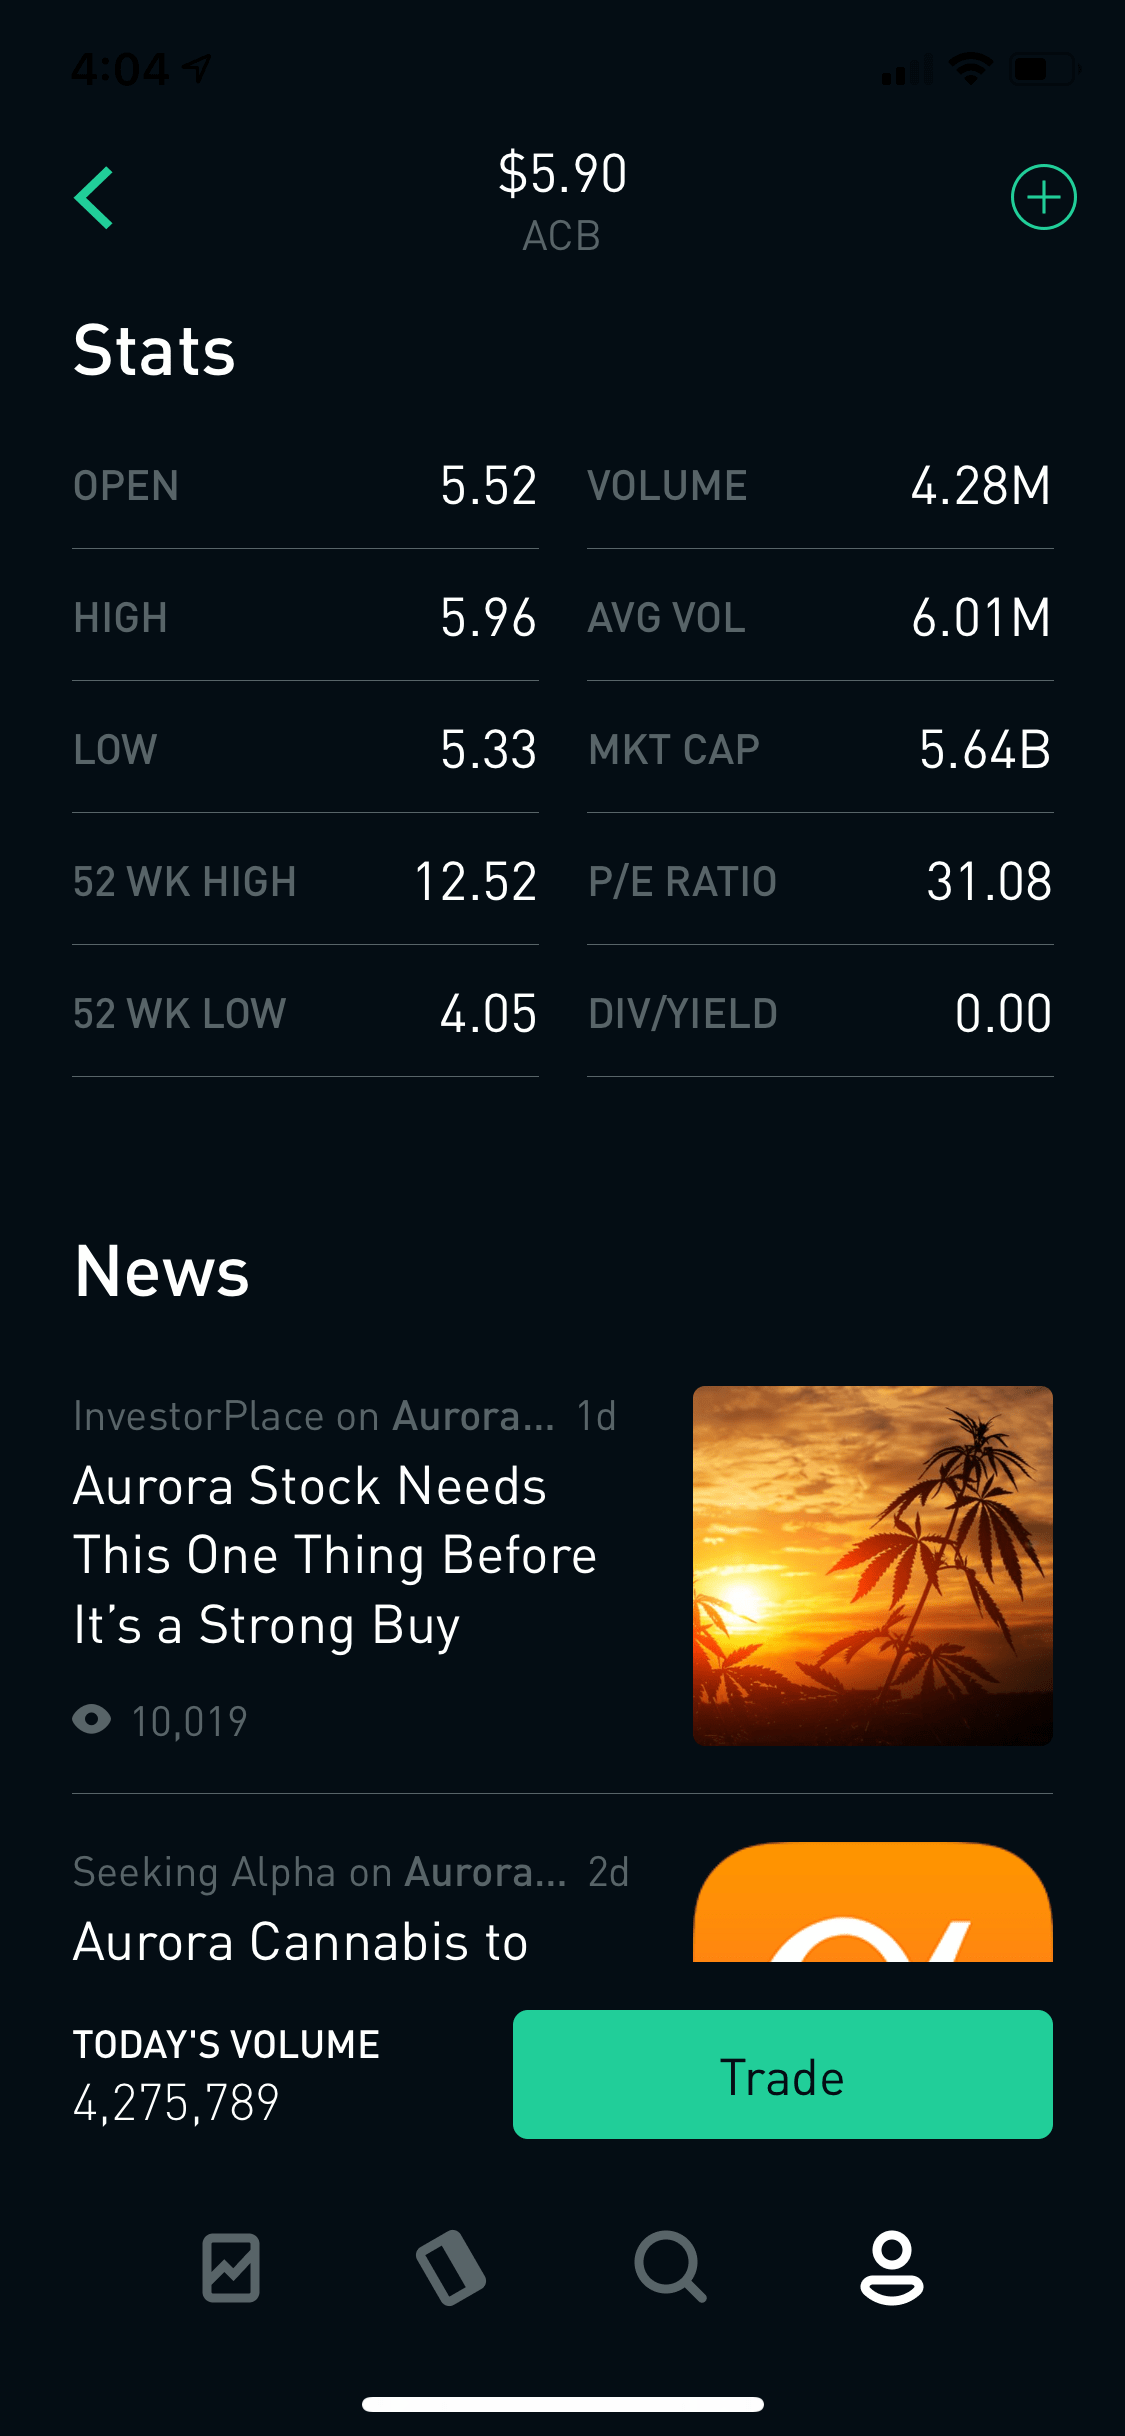 4:04
$5.90
ACB
Stats
OPEN 5.52 VOLUME 4.28M
HIGH 5.96 AVG VOL 6.01M
LOW 5.33 MKT CAP 5.64B
52 WK HIGH 12.52 P/E RATIO 31.08
52 WK LOW 4.05 DIV/YIELD 0.00
News
InvestorPlace on Aurora... 1d
Aurora Stock Needs
This One Thing Before
It's a Strong Buy
10,019
Seeking Alpha on Aurora... 2d
Aurora Cannabis to
TODAY'S VOLUME
4,275,789
Trade